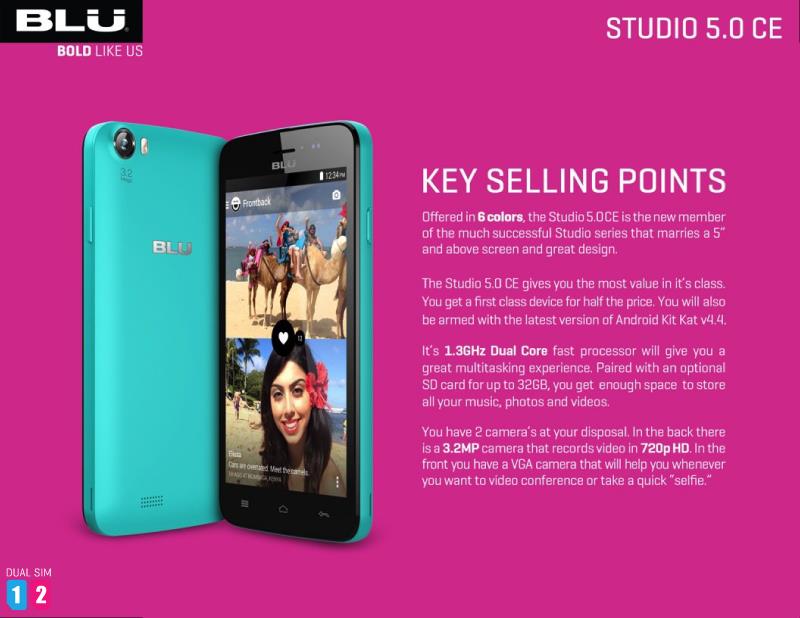 BLU
BOLD LIKE US
STUDIO 5.0 CE
3.2
BLU
BLU
12:34 PM
Frontback
13
Elissa
Cars are overrated. Meet the camels.
KEY SELLING POINTS
Offered in 6 colors, the Studio 5.0CE is the new member
of the much successful Studio series that marries a 5”
and above screen and great design.
The Studio 5.0 CE gives you the most value in it’s class.
You get a first class device for half the price. You will also
be armed with the latest version of Android Kit Kat v4.4.
It’s 1.3GHz Dual Core fast processor will give you a
great multitasking experience. Paired with an optional
SD card for up to 32GB, you get enough space to store
all your music, photos and videos.
You have 2 camera’s at your disposal. In the back there
is a 3.2MP camera that records video in 720p HD. In the
front you have a VGA camera that will help you whenever
you want to video conference or take a quick “selfie.”
DUAL SIM
1 2